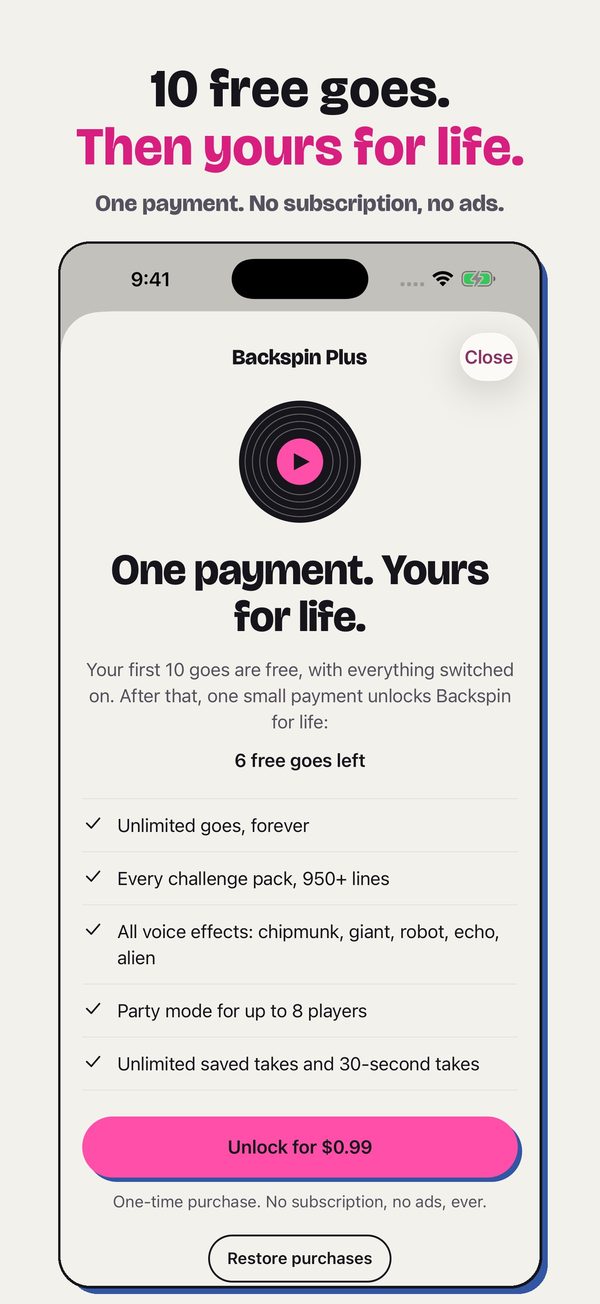 10 free goes.
Then yours for life.
One payment. No subscription, no ads.
9:41
Backspin Plus
Close
One payment. Yours
for life.
Your first 10 goes are free, with everything switched
on. After that, one small payment unlocks Backspin
for life:
6 free goes left
Unlimited goes, forever
Every challenge pack, 950+ lines
All voice effects: chipmunk, giant, robot, echo,
alien
Party mode for up to 8 players
Unlimited saved takes and 30-second takes
Unlock for $0.99
One-time purchase. No subscription, no ads, ever.
Restore purchases